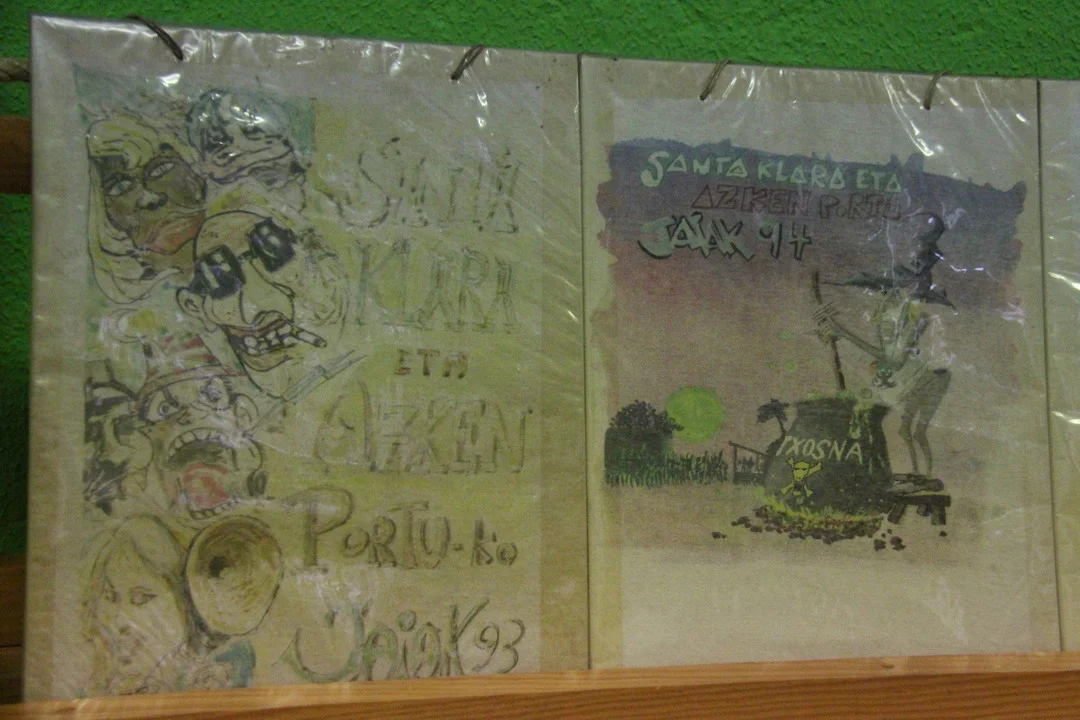 SANTA
KLARA
ETA
AZKEN
PORTU-ko
JAIAK 93
SANTA KLARA ETA
AZKEN PORTU
JAIAK 94
TXOSNA